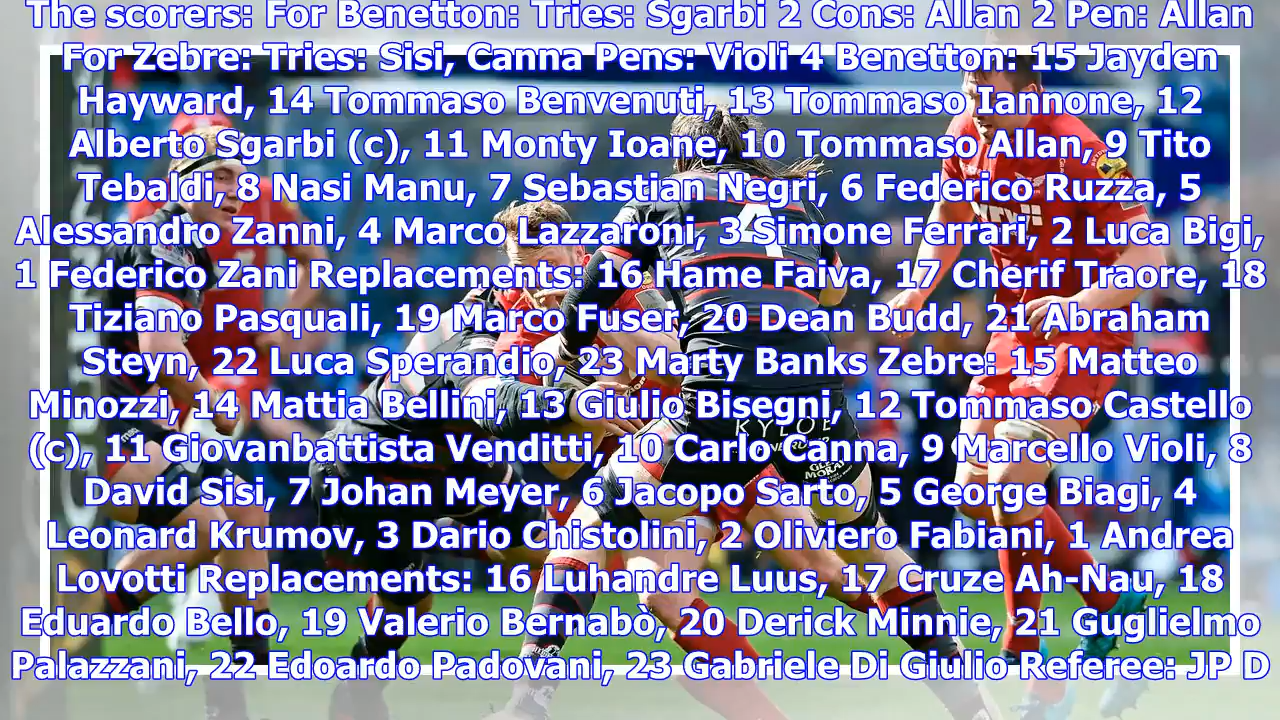 The scorers: For Benetton: Tries: Sgarbi 2 Cons: Allan 2 Pen: Allan
For Zebre: Tries: Sisi, Canna Pens: Violi 4 Benetton: 15 Jayden
Hayward, 14 Tommaso Benvenuti, 13 Tommaso Iannone, 12
Alberto Sgarbi (c), 11 Monty Ioane, 10 Tommaso Allan, 9 Tito
Tebaldi, 8 Nasi Manu, 7 Sebastian Negri, 6 Federico Ruzza, 5
Alessandro Zanni, 4 Marco Lazzaroni, 3 Simone Ferrari, 2 Luca Bigi,
1 Federico Zani Replacements: 16 Hame Faiva, 17 Cherif Traore, 18
Tiziano Pasquali, 19 Marco Fuser, 20 Dean Budd, 21 Abraham
Steyn, 22 Luca Sperandio, 23 Marty Banks Zebre: 15 Matteo
Minozzi, 14 Mattia Bellini, 13 Giulio Bisegni, 12 Tommaso Castello
(c), 11 Giovanbattista Venditti, 10 Carlo Canna, 9 Marcello Violi, 8
David Sisi, 7 Johan Meyer, 6 Jacopo Sarto, 5 George Biagi, 4
Leonard Krumov, 3 Dario Chistolini, 2 Oliviero Fabiani, 1 Andrea
Lovotti Replacements: 16 Luhandre Luus, 17 Cruze Ah-Nau, 18
Eduardo Bello, 19 Valerio Bernabò, 20 Derick Minnie, 21 Guglielmo
Palazzani, 22 Edoardo Padovani, 23 Gabriele Di Giulio Referee: JP D
KYLOE